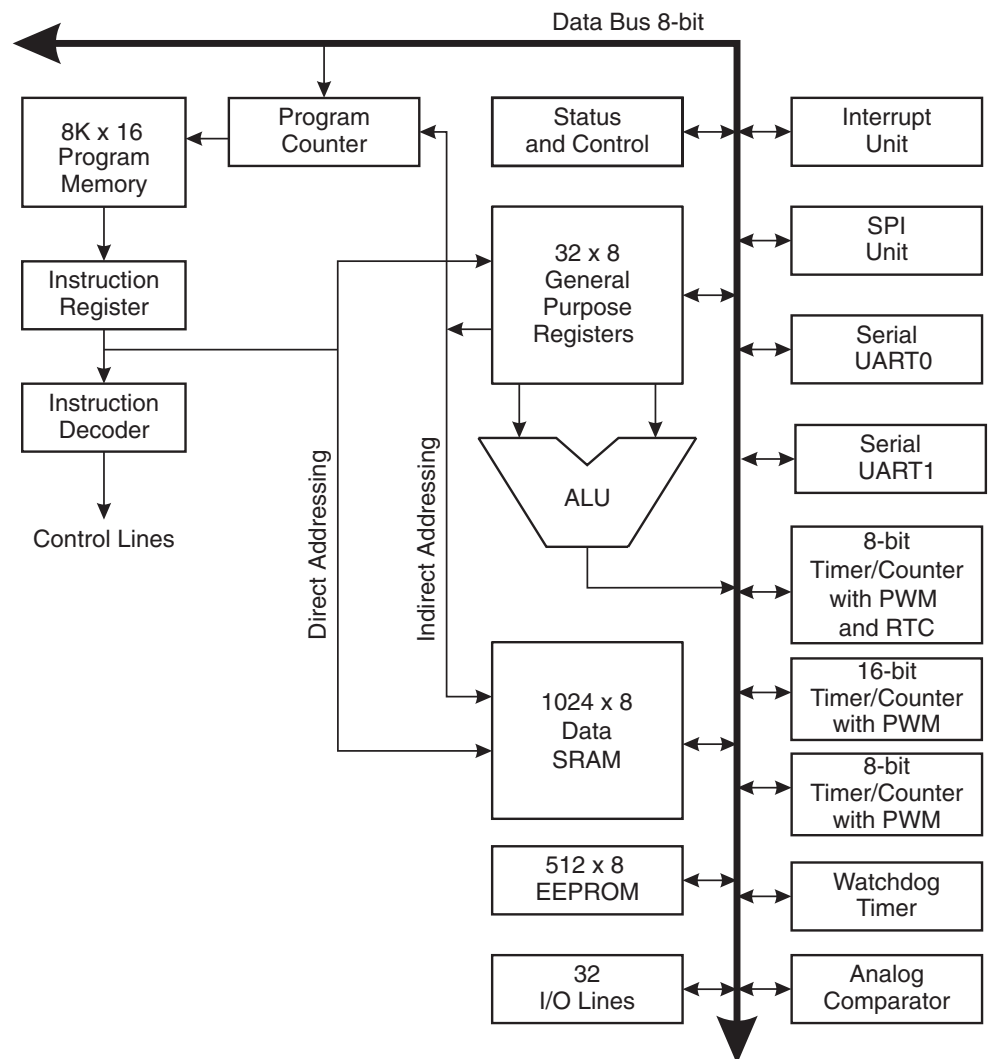 Data Bus 8-bit
8K x 16
Program
Memory
Program
Counter
Status
and Control
Interrupt
Unit
Instruction
Register
32 x 8
General
Purpose
Registers
SPI
Unit
Serial
UART0
Instruction
Decoder
Control Lines
Direct Addressing
Indirect Addressing
ALU
Serial
UART1
8-bit
Timer/Counter
with PWM
and RTC
1024 x 8
Data
SRAM
16-bit
Timer/Counter
with PWM
8-bit
Timer/Counter
with PWM
512 x 8
EEPROM
Watchdog
Timer
32
I/O Lines
Analog
Comparator